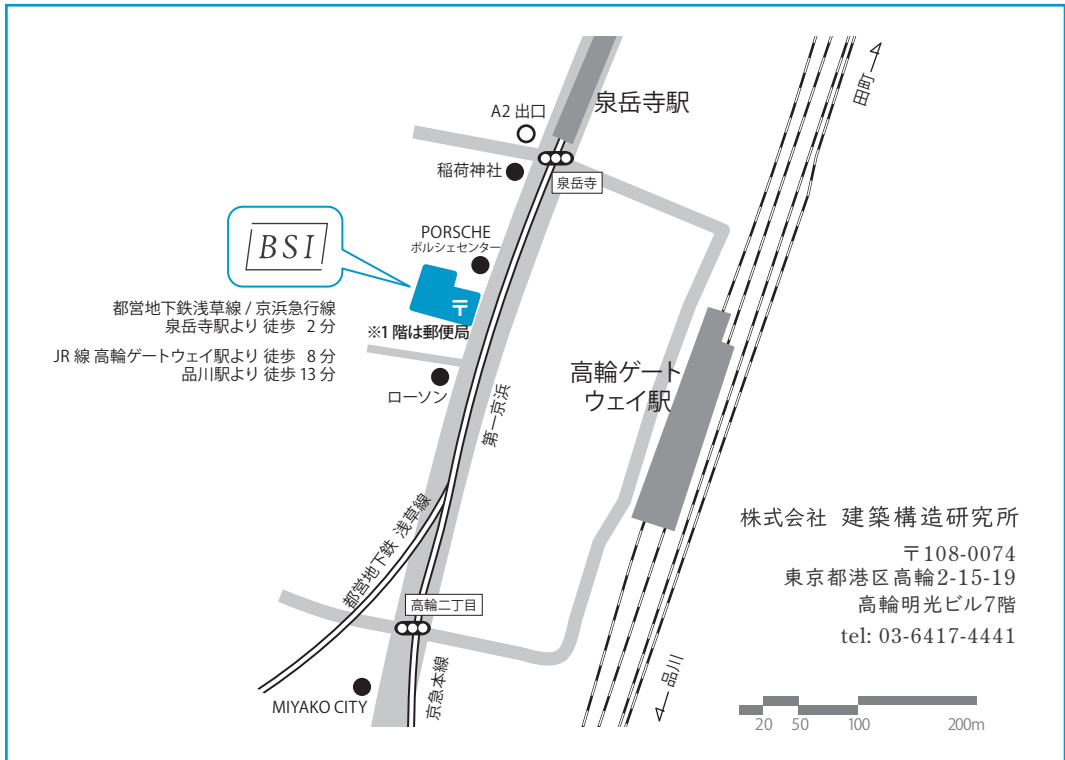 泉岳寺駅
田町
A2 出口
稲荷神社
泉岳寺
BSI
PORSCHE
ポルシェセンター
〒
※1 階は郵便局
都営地下鉄浅草線 / 京浜急行線
泉岳寺駅より 徒歩 2 分
JR 線 高輪ゲートウェイ駅より 徒歩 8 分
品川駅より 徒歩 13 分
ローソン
第一京浜
高輪ゲート
ウェイ駅
都営地下鉄 浅草線
高輪二丁目
京急本線
MIYAKO CITY
品川
株式会社 建築構造研究所
〒108-0074
東京都港区高輪2-15-19
高輪明光ビル7階
tel: 03-6417-4441
20 50 100 200m